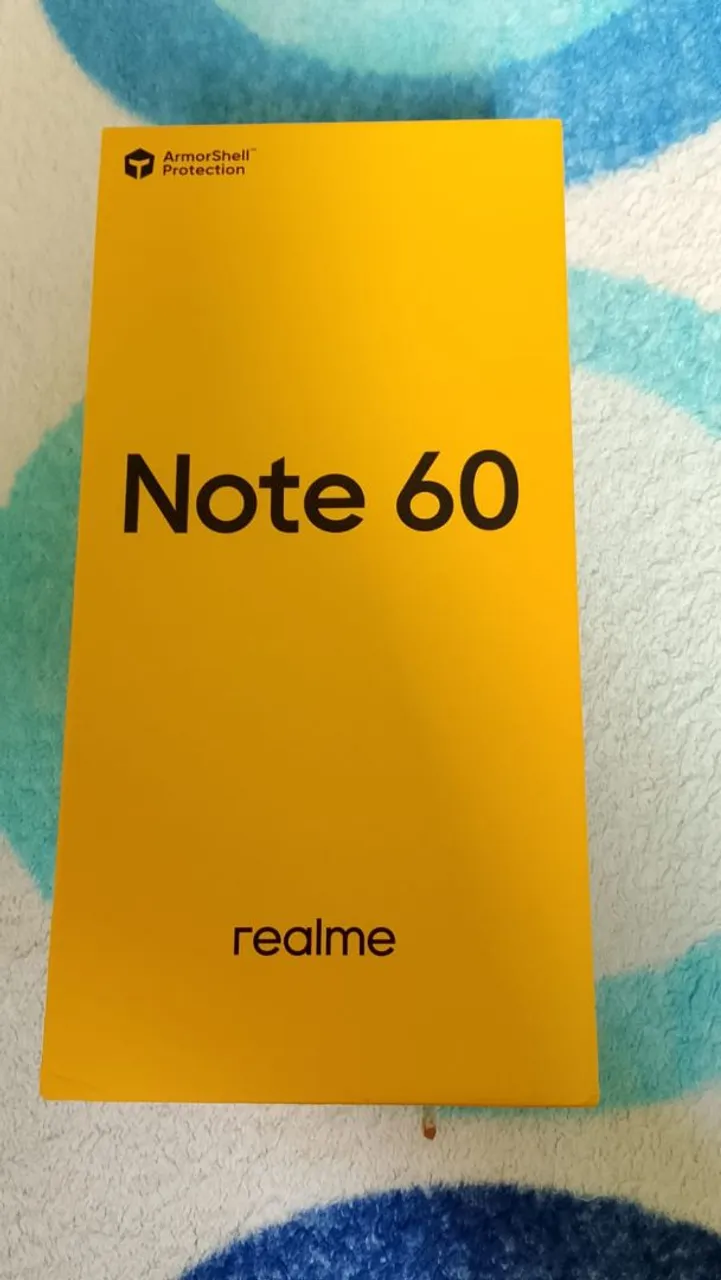 ArmorShell™
Protection
Note 60
realme